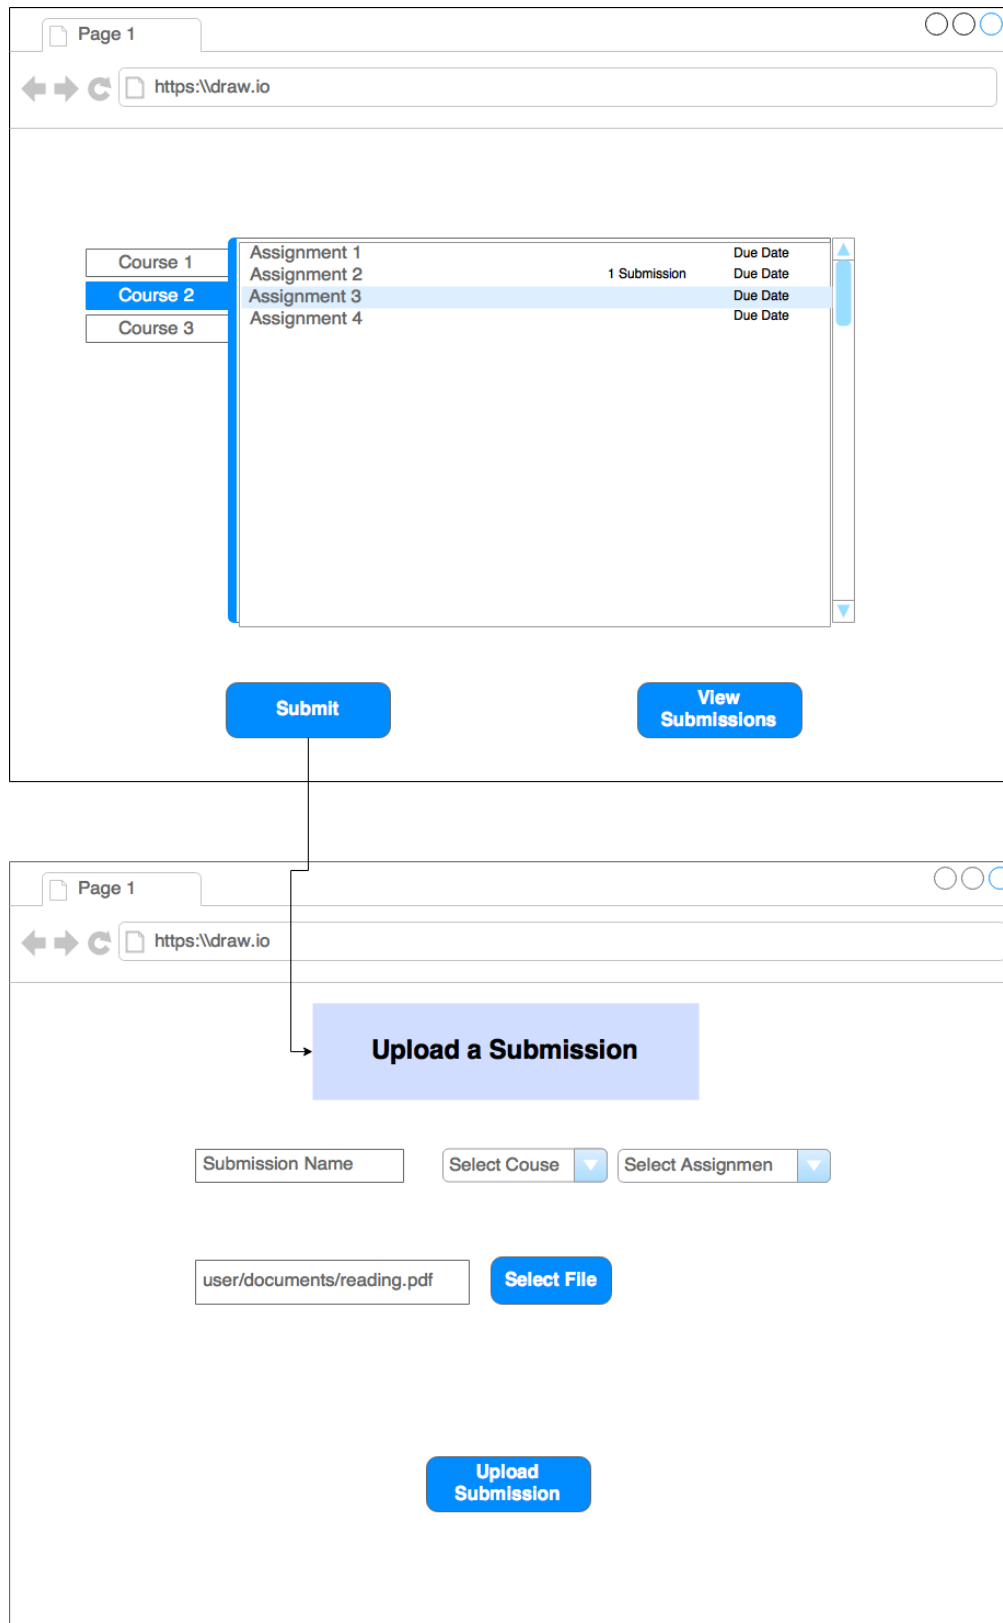 Page 1
https:\\draw.io
Course 1
Course 2
Course 3
Assignment 1 Due Date
Assignment 2 1 Submission Due Date
Assignment 3 Due Date
Assignment 4 Due Date
Submit
View
Submissions
Page 1
https:\\draw.io
Upload a Submission
Submission Name
Select Couse
Select Assignmen
user/documents/reading.pdf
Select File
Upload
Submission